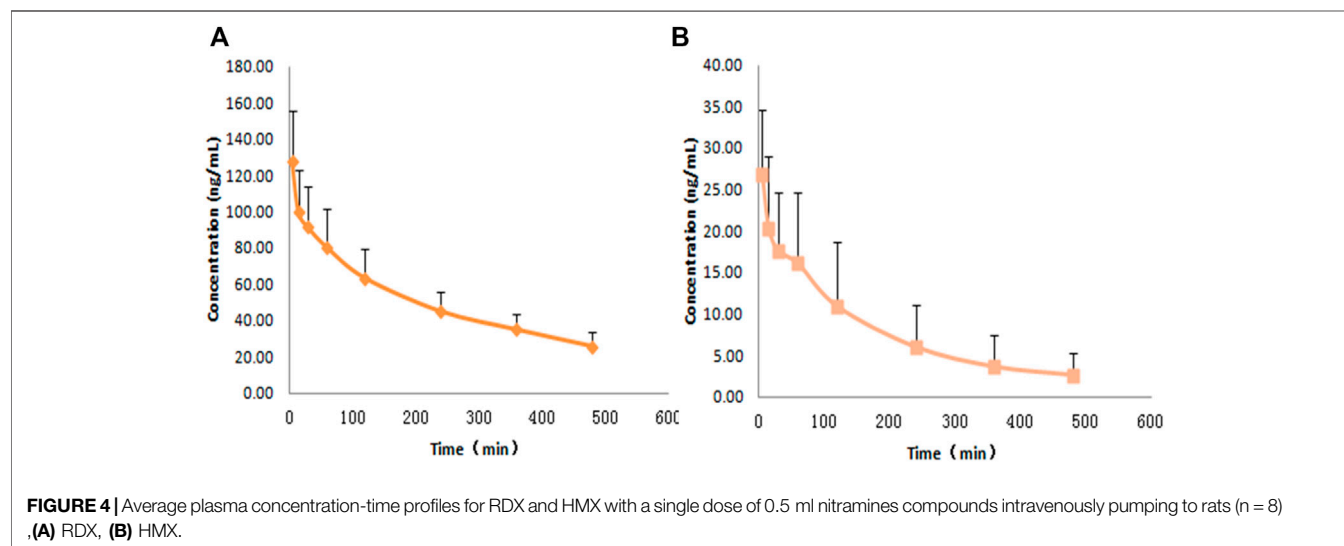 A
180.00
160.00
140.00
120.00
100.00
80.00
60.00
40.00
20.00
0.00
Concentration (ng/mL)
0 100 200 300 400 500 600
Time (min)
B
40.00
35.00
30.00
25.00
20.00
15.00
10.00
5.00
0.00
Concentration (ng/mL)
0 100 200 300 400 500 600
Time (min)
FIGURE 4 | Average plasma concentration-time profiles for RDX and HMX with a single dose of 0.5 ml nitramines compounds intravenously pumping to rats (n = 8)
,(A) RDX, (B) HMX.